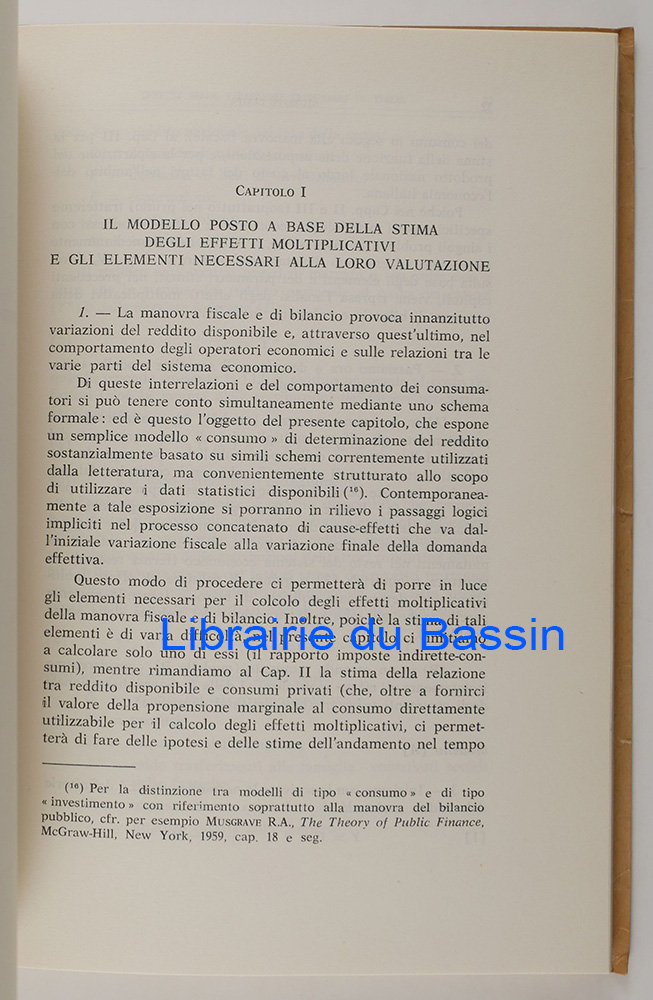 CAPITOLO I
IL MODELLO POSTO A BASE DELLA STIMA
DEGLI EFFETTI MOLTIPLICATIVI
E GLI ELEMENTI NECESSARI ALLA LORO VALUTAZIONE
1. — La manovra fiscale e di bilancio provoca innanzitutto
variazioni del reddito disponibile e, attraverso quest'ultimo, nel
comportamento degli operatori economici e sulle relazioni tra le
varie parti del sistema economico.
Di queste interrelazioni e del comportamento dei consuma-
tori si può tenere conto simultaneamente mediante uno schema
formale: ed è questo l'oggetto del presente capitolo, che espone
un semplice modello « consumo » di determinazione del reddito
sostanzialmente basato su simili schemi correntemente utilizzati
dalla letteratura, ma convenientemente strutturato allo scopo
di utilizzare i dati statistici disponibili (¹⁶). Contemporanea-
mente a tale esposizione si porranno in rilievo i passaggi logici
impliciti nel processo concatenato di cause-effetti che va dal-
l'iniziale variazione fiscale alla variazione finale della domanda
effettiva.
Questo modo di procedere ci permetterà di porre in luce
gli elementi necessari per il colcolo degli effetti moltiplicativi
della manovra fiscale e di bilancio. Inoltre, poichè la stima di tali
elementi è di varia difficoltà, nel presente capitolo ci limitiamo
Librairie du Bassin
a calcolare solo uno di essi (il rapporto imposte indirette-con-
sumi), mentre rimandiamo al Cap. II la stima della relazione
tra reddito disponibile e consumi privati (che, oltre a fornirci
il valore della propensione marginale al consumo direttamente
utilizzabile per il calcolo degli effetti moltiplicativi, ci permet-
terà di fare delle ipotesi e delle stime dell'andamento nel tempo
(¹⁶) Per la distinzione tra modelli di tipo « consumo » e di tipo
« investimento » con riferimento soprattutto alla manovra del bilancio
pubblico, cfr. per esempio MUSGRAVE R.A., The Theory of Public Finance,
McGraw-Hill, New York, 1959, cap. 18 e seg.